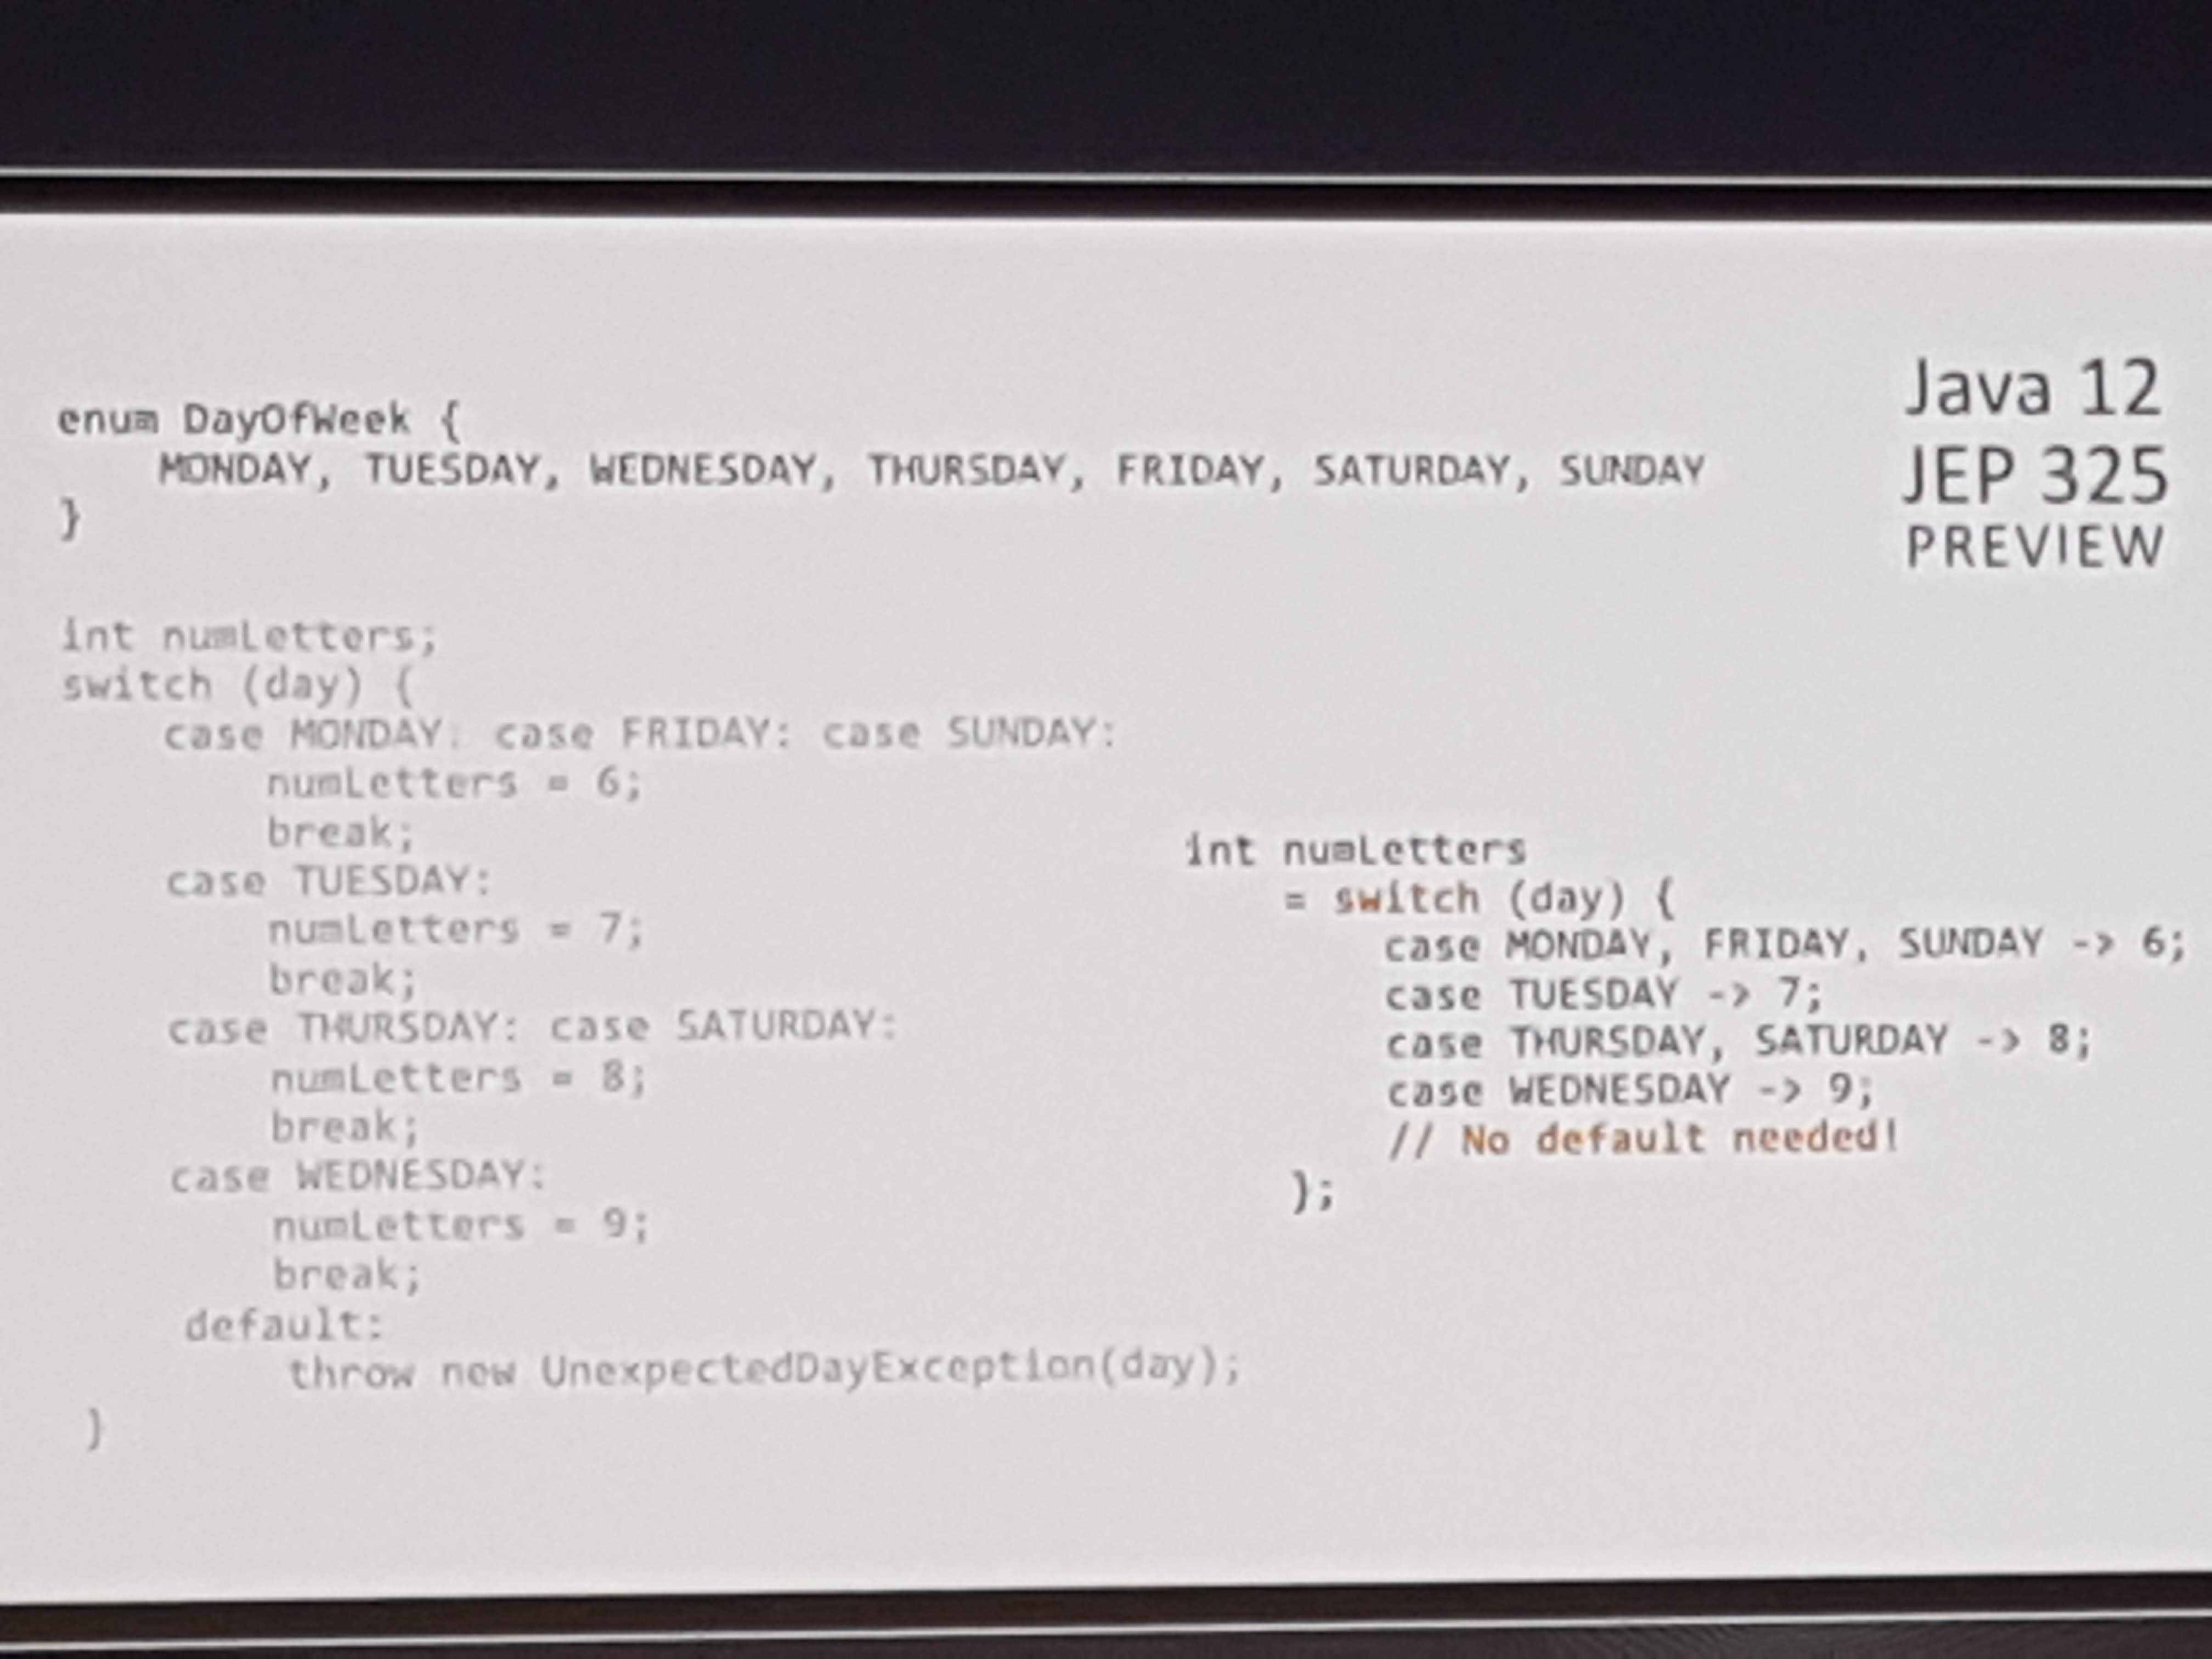 enum DayOfWeek {
    MONDAY, TUESDAY, WEDNESDAY, THURSDAY, FRIDAY, SATURDAY, SUNDAY
}
Java 12
JEP 325
PREVIEW
int numLetters;
switch (day) {
    case MONDAY: case FRIDAY: case SUNDAY:
        numLetters = 6;
        break;
    case TUESDAY:
        numLetters = 7;
        break;
    case THURSDAY: case SATURDAY:
        numLetters = 8;
        break;
    case WEDNESDAY:
        numLetters = 9;
        break;
    default:
        throw new UnexpectedDayException(day);
}
int numLetters
    = switch (day) {
        case MONDAY, FRIDAY, SUNDAY -> 6;
        case TUESDAY -> 7;
        case THURSDAY, SATURDAY -> 8;
        case WEDNESDAY -> 9;
        // No default needed!
    };